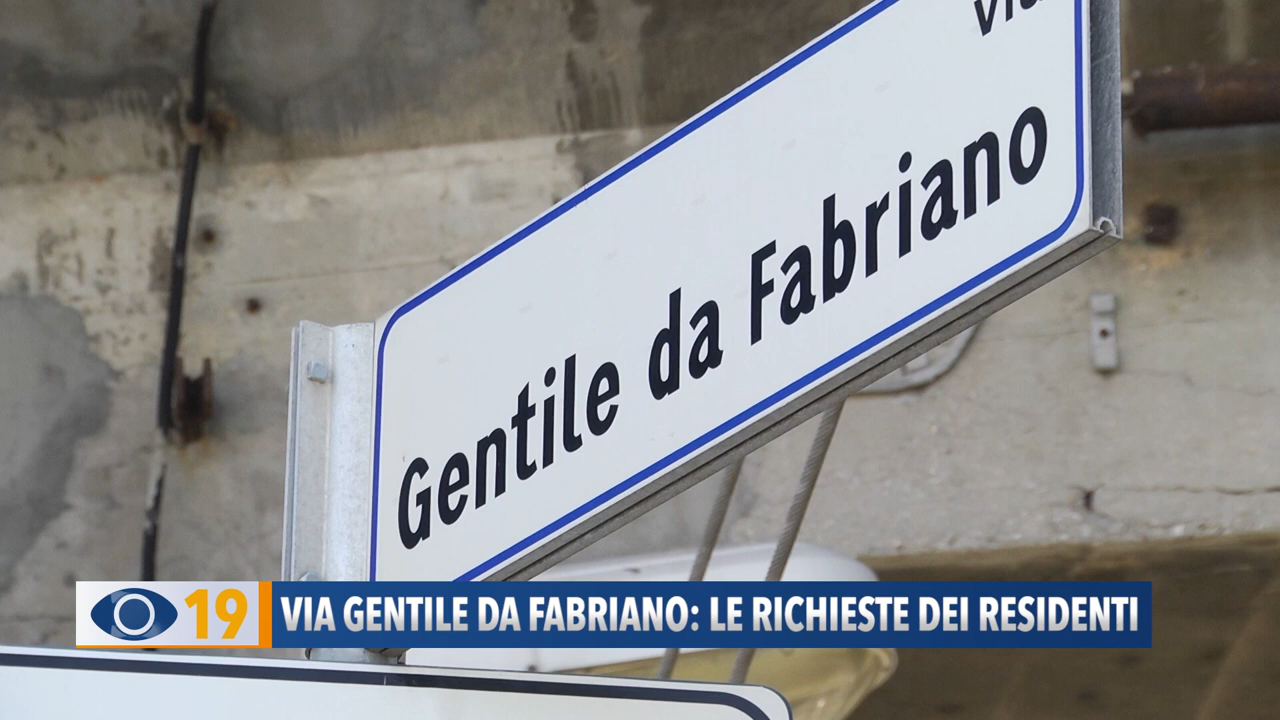 via
Gentile da Fabriano
19
VIA GENTILE DA FABRIANO: LE RICHIESTE DEI RESIDENTI